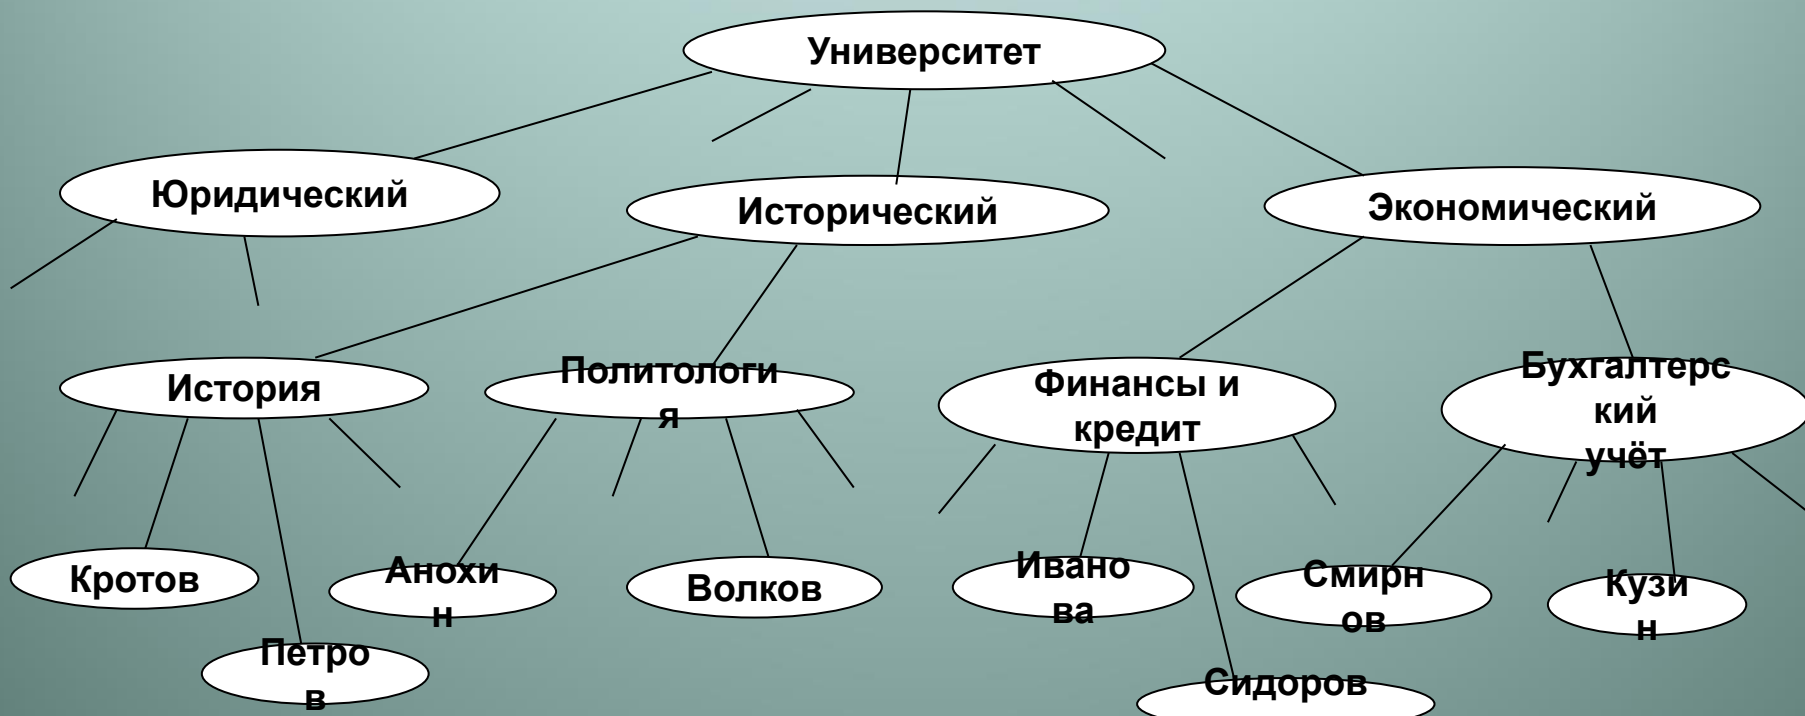 Университет
Юридический
Исторический
Экономический
История
Политологи
я
Финансы и
кредит
Бухгалтерс
кий
учёт
Кротов
Петро
в
Анохи
н
Волков
Ивано
ва
Сидоров
Смирн
ов
Кузи
н